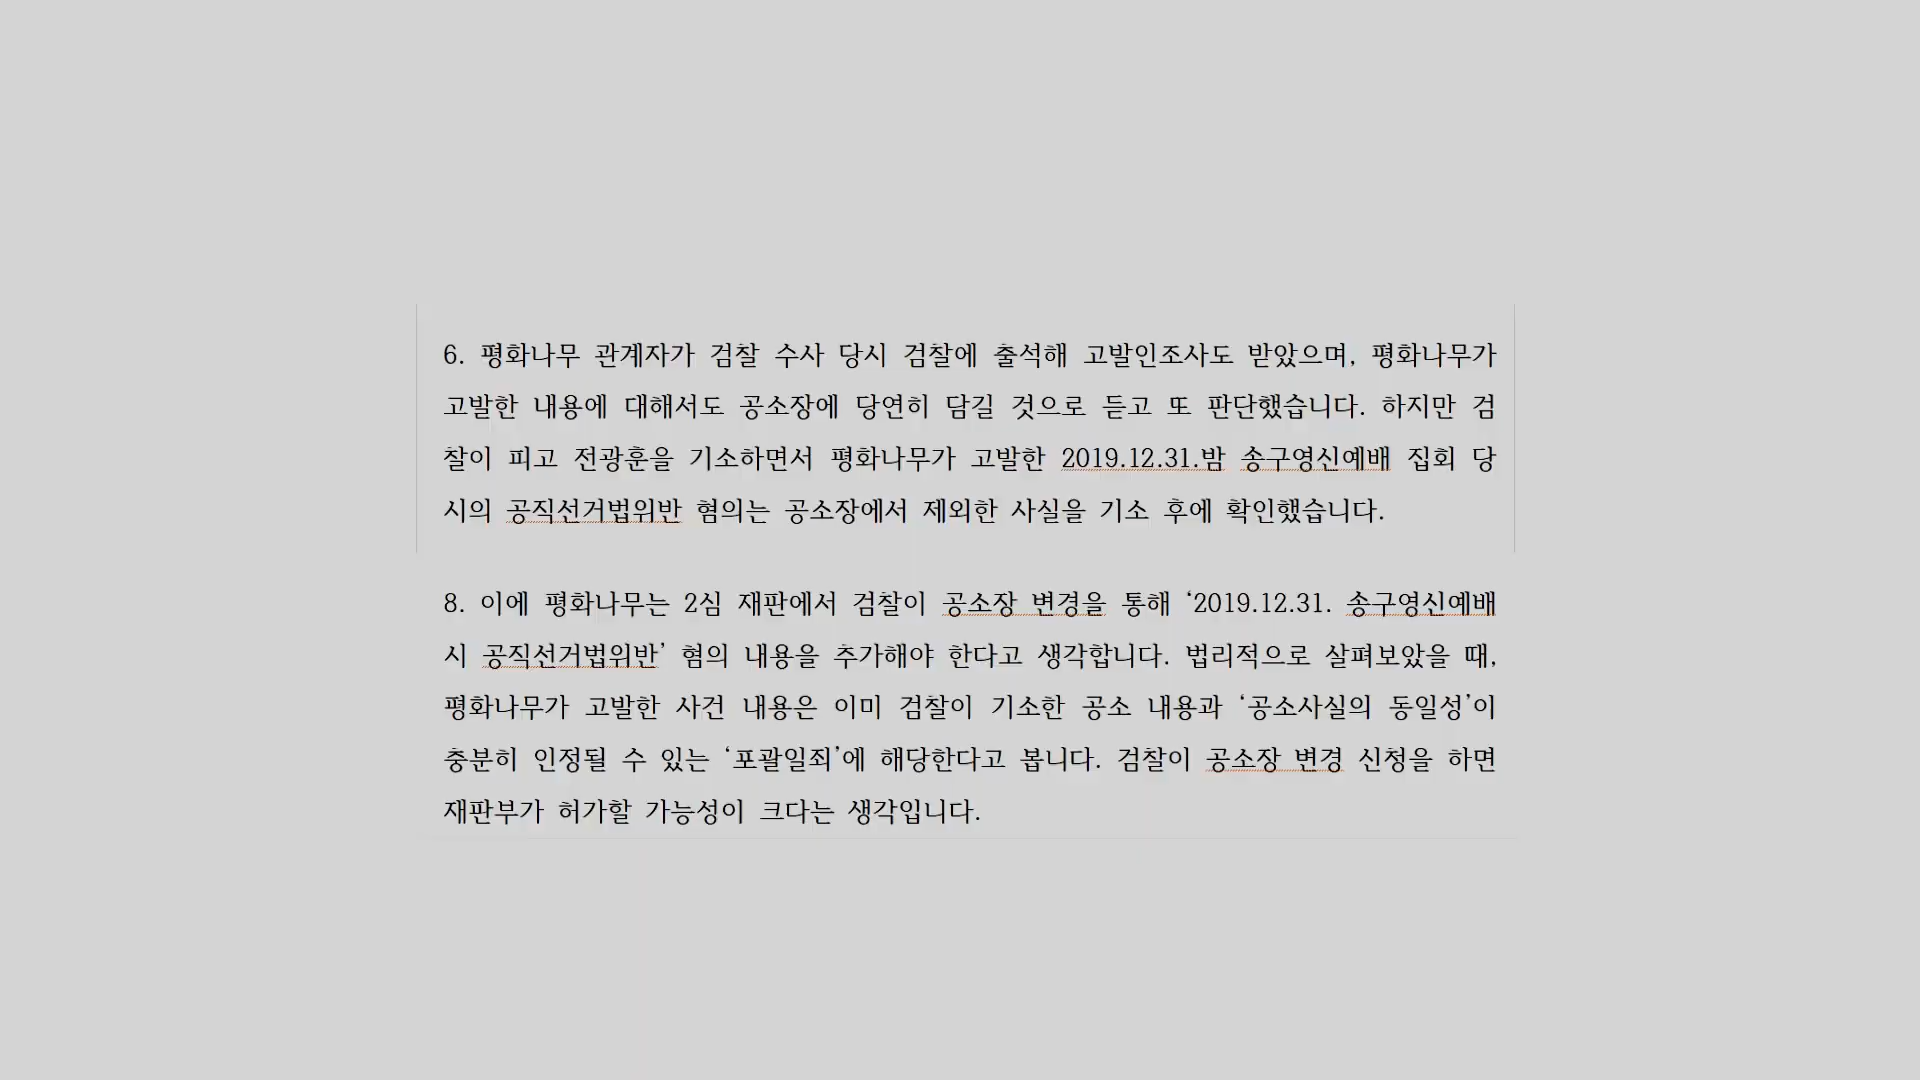 6. 평화나무 관계자가 검찰 수사 당시 검찰에 출석해 고발인조사도 받았으며, 평화나무가
고발한 내용에 대해서도 공소장에 당연히 담길 것으로 듣고 또 판단했습니다. 하지만 검
찰이 피고 전광훈을 기소하면서 평화나무가 고발한 2019.12.31.밤 송구영신예배 집회 당
시의 공직선거법위반 혐의는 공소장에서 제외한 사실을 기소 후에 확인했습니다.
8. 이에 평화나무는 2심 재판에서 검찰이 공소장 변경을 통해 ‘2019.12.31. 송구영신예배
시 공직선거법위반’ 혐의 내용을 추가해야 한다고 생각합니다. 법리적으로 살펴보았을 때,
평화나무가 고발한 사건 내용은 이미 검찰이 기소한 공소 내용과 ‘공소사실의 동일성’이
충분히 인정될 수 있는 ‘포괄일죄’에 해당한다고 봅니다. 검찰이 공소장 변경 신청을 하면
재판부가 허가할 가능성이 크다는 생각입니다.